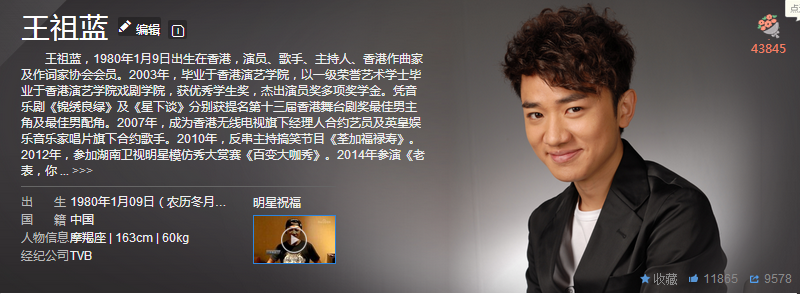 王祖蓝 编辑
43845
王祖蓝，1980年1月9日出生在香港，演员、歌手、主持人、香港作曲家
及作词家协会会员。2003年，毕业于香港演艺学院，以一级荣誉艺术学士毕
业于香港演艺学院戏剧学院，获优秀学生奖，杰出演员奖多项奖学金。凭音
乐剧《锦绣良绿》及《星下谈》分别获提名第十三届香港舞台剧奖最佳男主
角及最佳男配角。2007年，成为香港无线电视旗下经理人合约艺员及英皇娱
乐音乐家唱片旗下合约歌手。2010年，反串主持搞笑节目《荃加福禄寿》。
2012年，参加湖南卫视明星模仿秀大赏赛《百变大咖秀》。2014年参演《老
表，你 ... >>>
出 生 1980年1月09日（农历冬月...
明星祝福
国 籍 中国
人物信息摩羯座 | 163cm | 60kg
经纪公司TVB
收藏 11865 9578